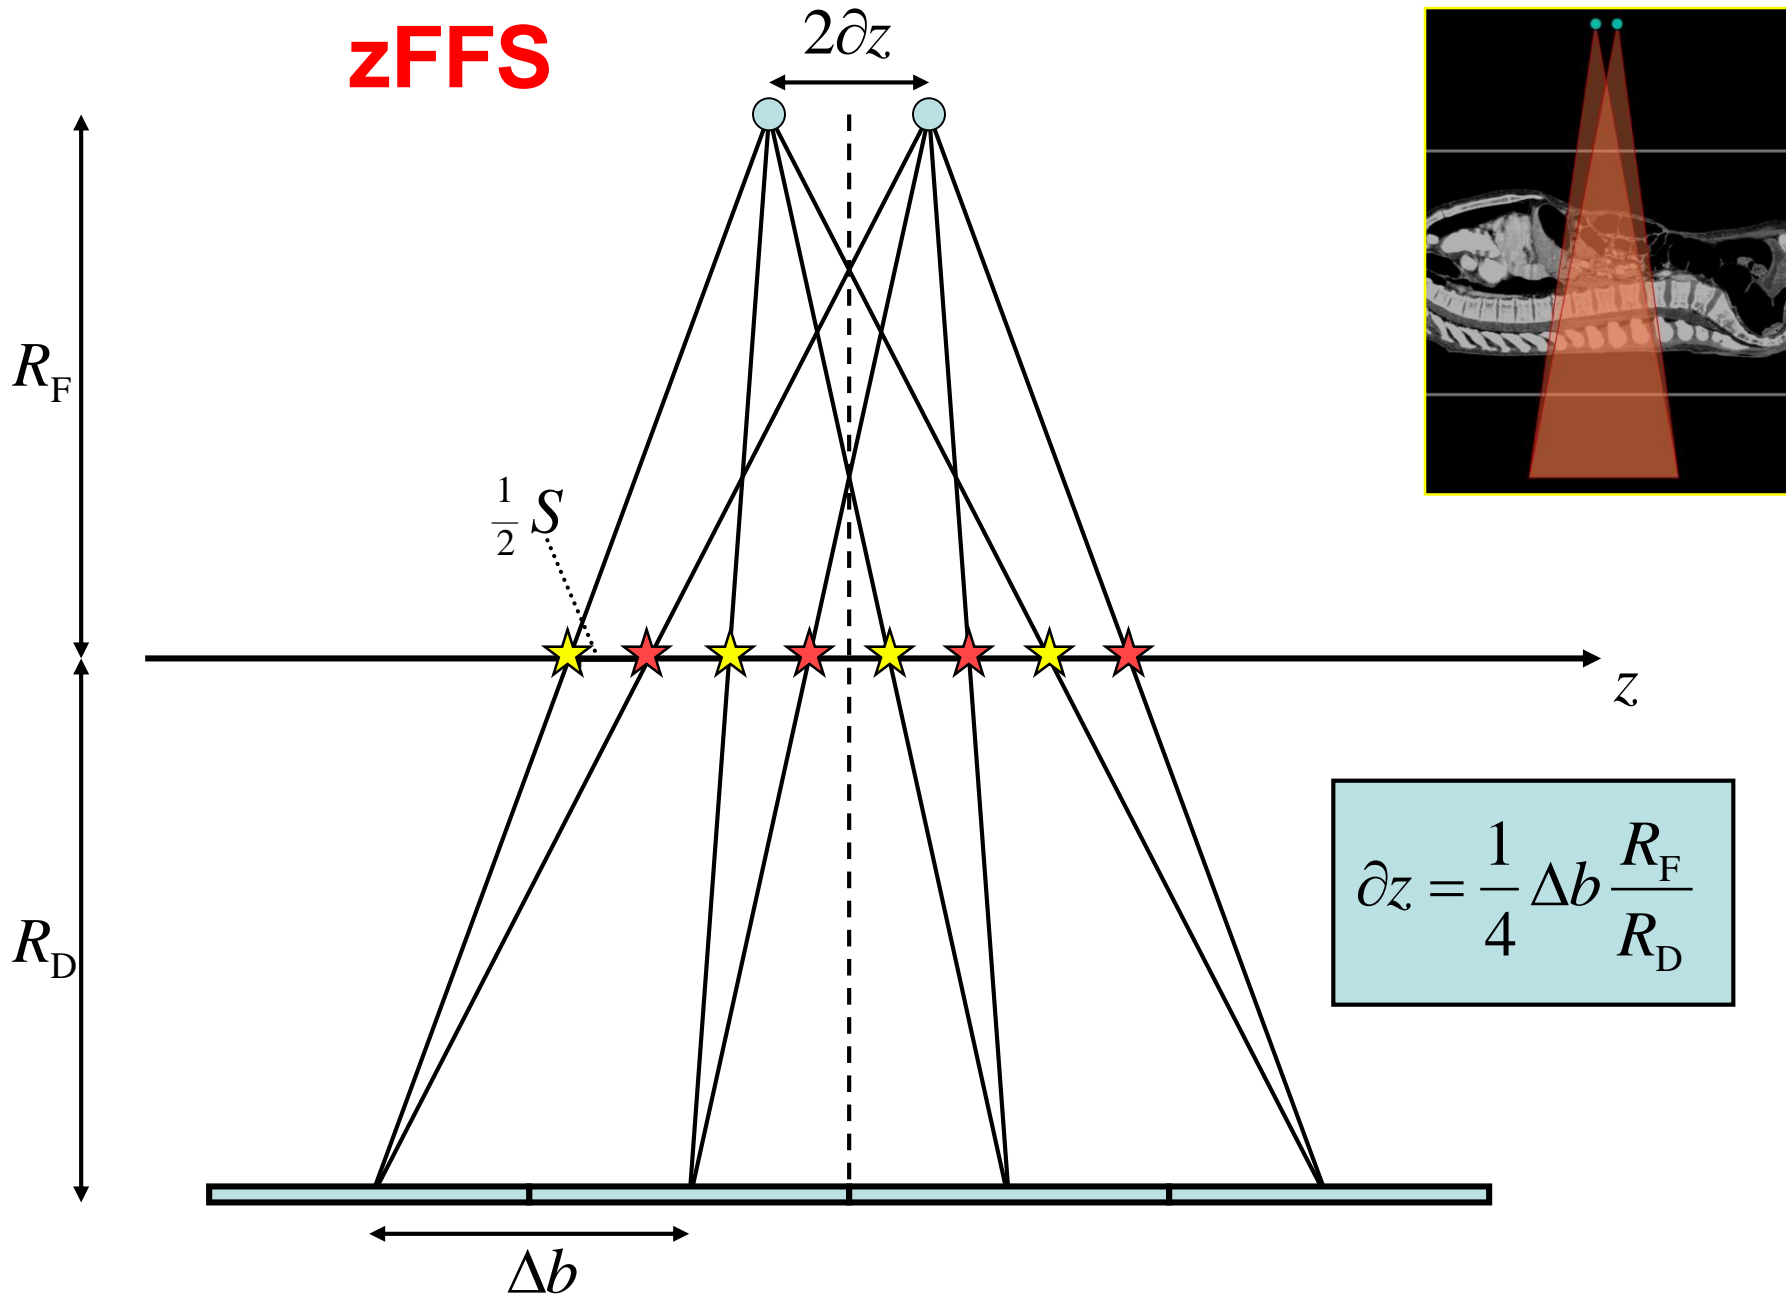 zFFS
2∂z
R_F
½ S
z
∂z = 1/4 Δb R_F/R_D
R_D
Δb